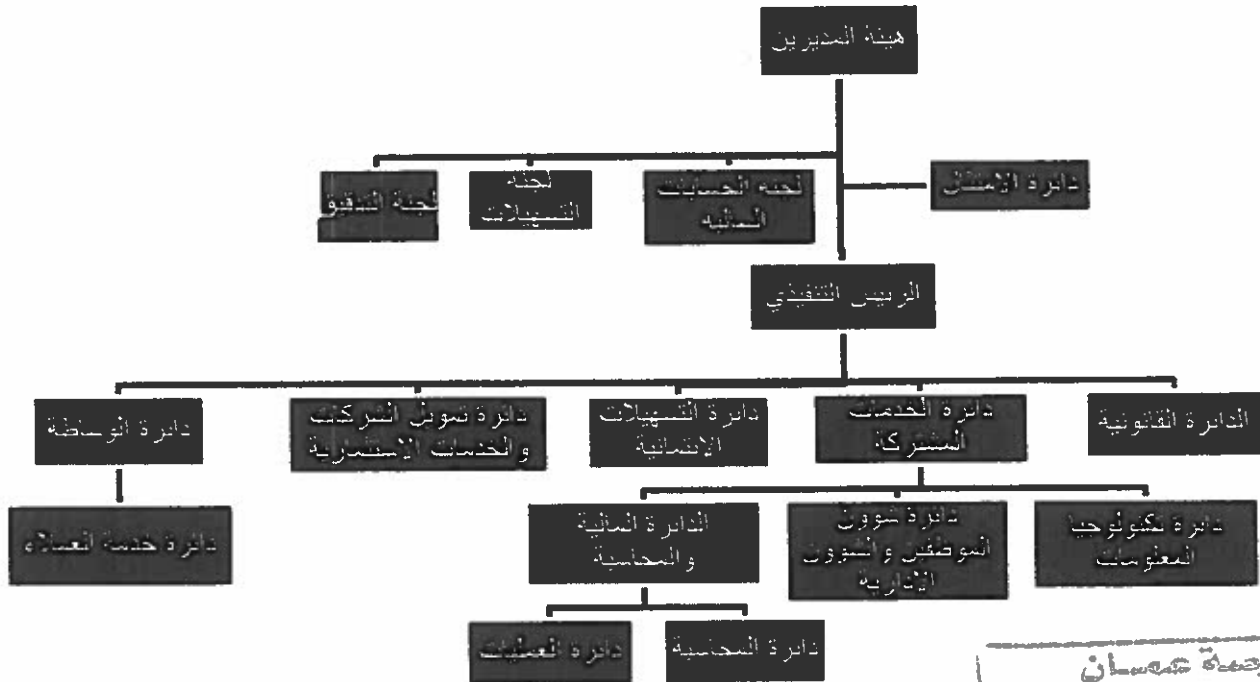 هيئة المديرين
دائرة الامتثال
لجنة الحسابات
المالية
لجنة
التسهيلات
لجنة التدقيق
الرئيس التنفيذي
الدائرة القانونية
دائرة الخدمات
المشتركة
دائرة التسهيلات
الائتمانية
دائرة تمويل الشركات
والخدمات الاستثمارية
دائرة الوساطة
دائرة تكنولوجيا
المعلومات
دائرة شؤون
الموظفين والشؤون
الادارية
الدائرة المالية
والمحاسبة
دائرة خدمة العملاء
دائرة المحاسبة
دائرة العمليات
عمان